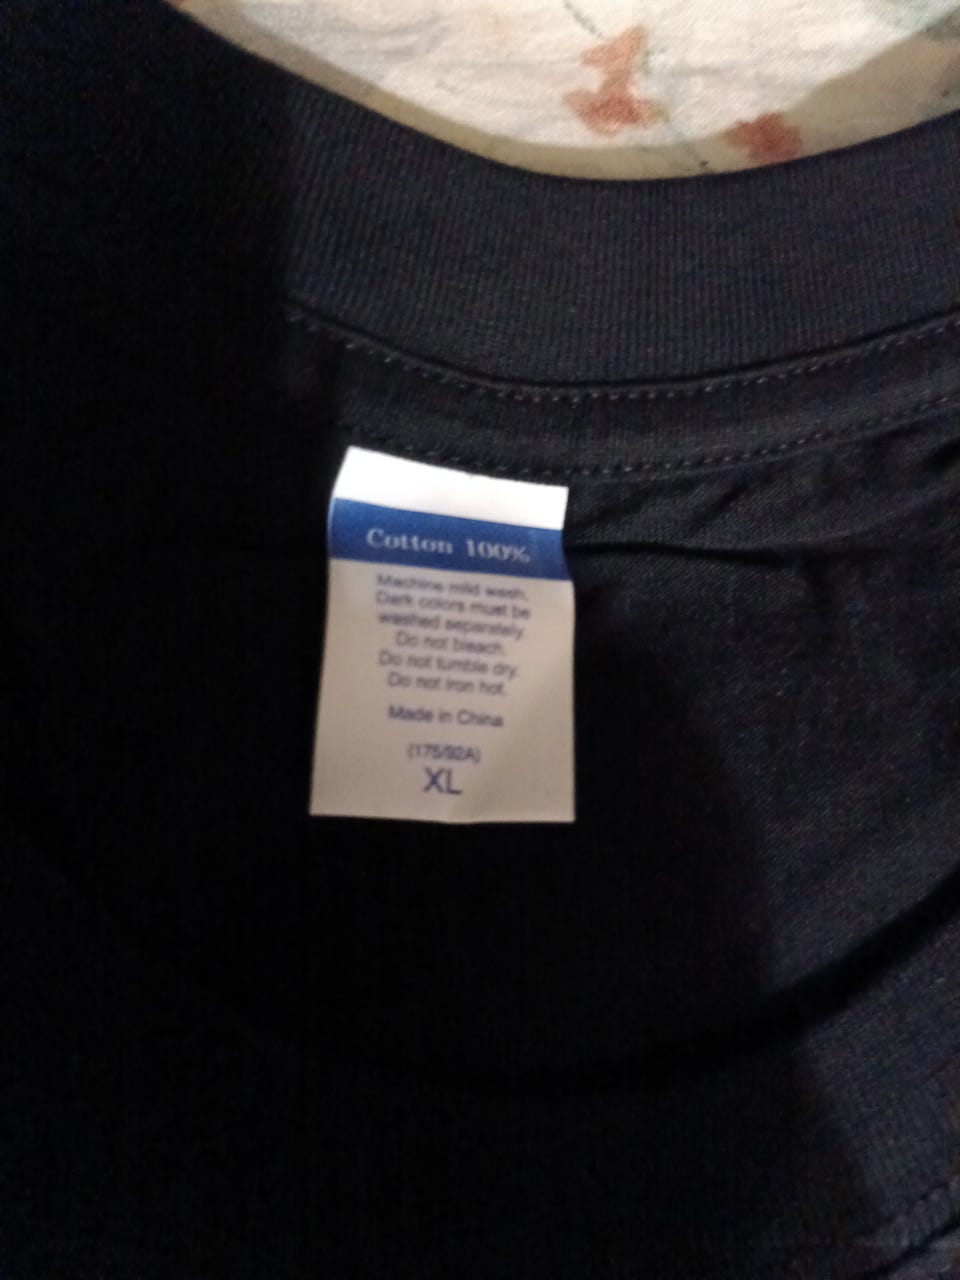 Cotton 100%
Machine mild wash.
Dark colors must be
washed separately.
Do not bleach.
Do not tumble dry.
Do not iron hot.
Made in China
(175/92A)
XL